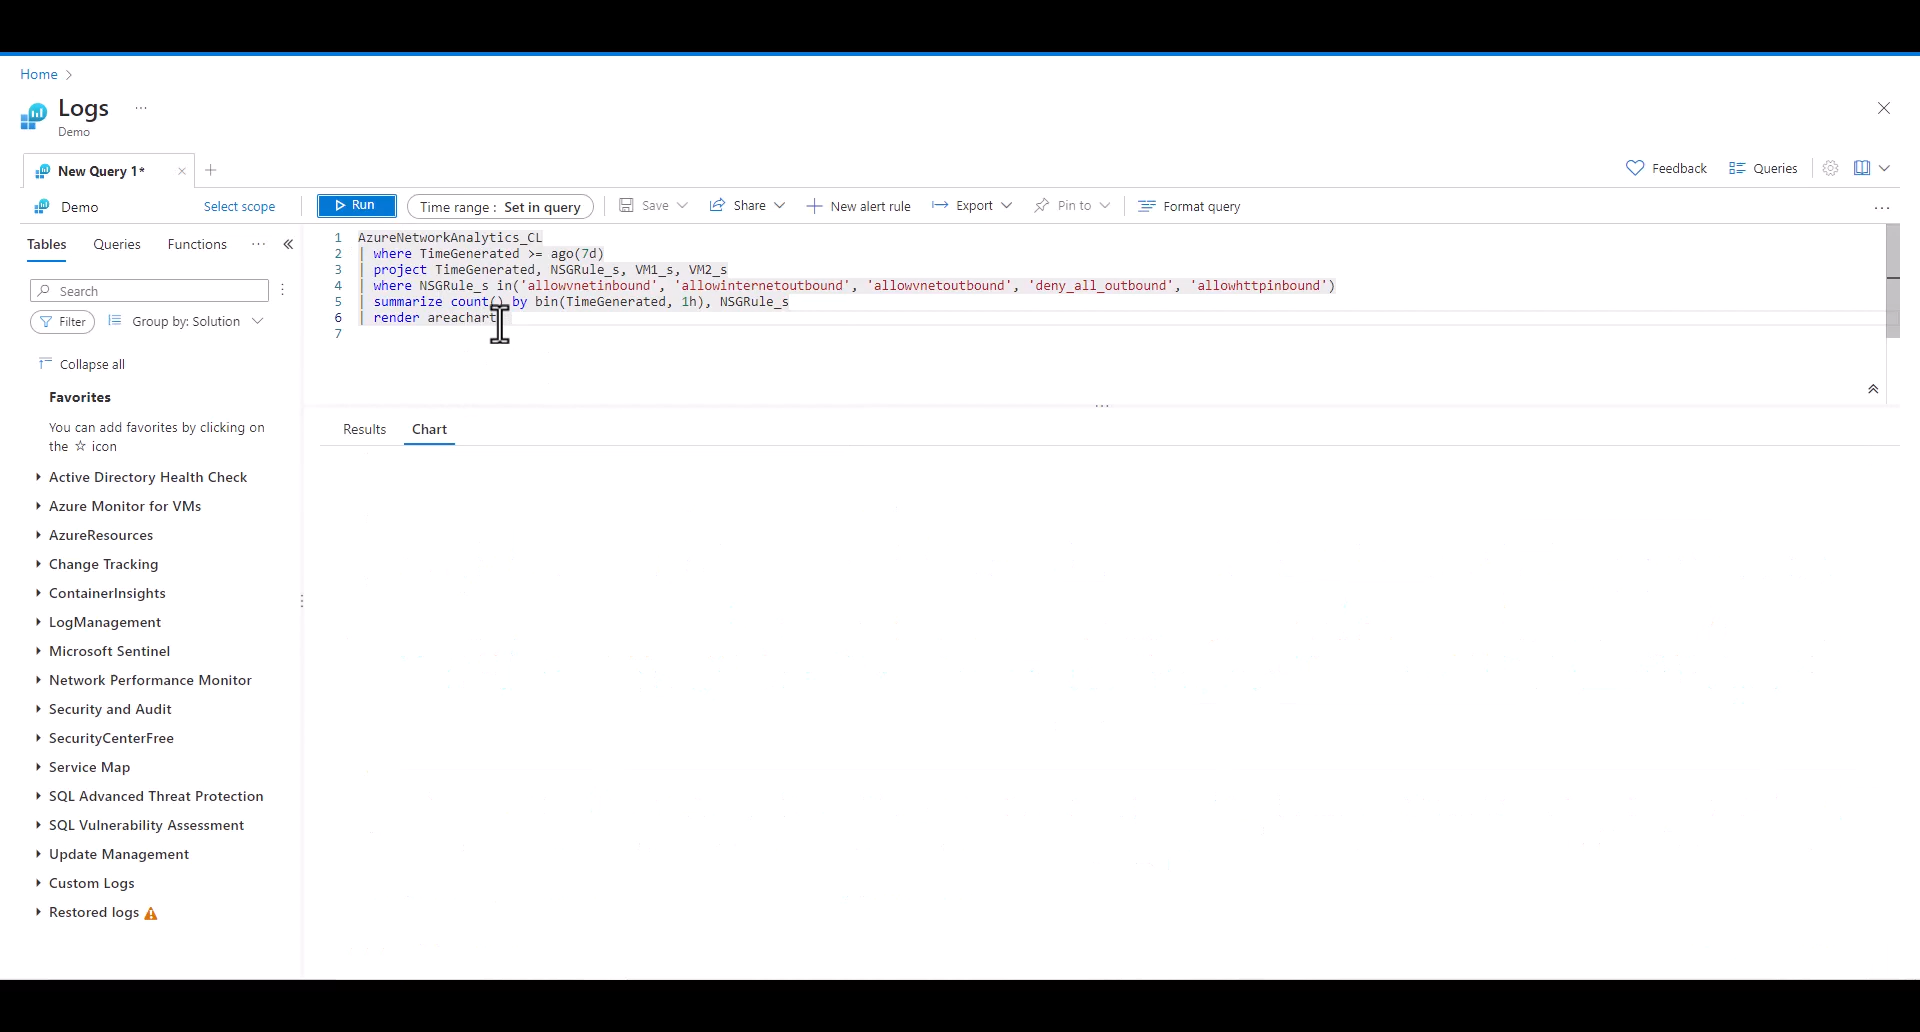 Home
Logs ...
Demo
New Query 1*
Feedback
Queries
Demo
Select scope
Run
Time range : Set in query
Save
Share
New alert rule
Export
Pin to
Format query
...
Tables
Queries
Functions
...
1 AzureNetworkAnalytics_CL
2 | where TimeGenerated >= ago(7d)
3 | project TimeGenerated, NSGRule_s, VM1_s, VM2_s
4 | where NSGRule_s in('allowvnetinbound', 'allowinternetoutbound', 'allowvnetoutbound', 'deny_all_outbound', 'allowhttpinbound')
5 | summarize count() by bin(TimeGenerated, 1h), NSGRule_s
6 | render areachart
7
Search
Filter
Group by: Solution
Collapse all
Favorites
You can add favorites by clicking on
the ☆ icon
Active Directory Health Check
Azure Monitor for VMs
AzureResources
Change Tracking
ContainerInsights
LogManagement
Microsoft Sentinel
Network Performance Monitor
Security and Audit
SecurityCenterFree
Service Map
SQL Advanced Threat Protection
SQL Vulnerability Assessment
Update Management
Custom Logs
Restored logs
...
Results
Chart